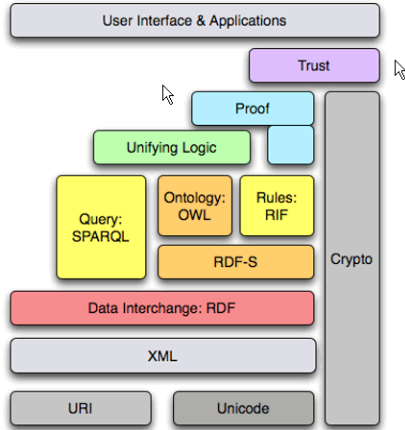 User Interface & Applications
Trust
Proof
Unifying Logic
Query:
SPARQL
Ontology:
OWL
Rules:
RIF
RDF-S
Crypto
Data Interchange: RDF
XML
URI
Unicode